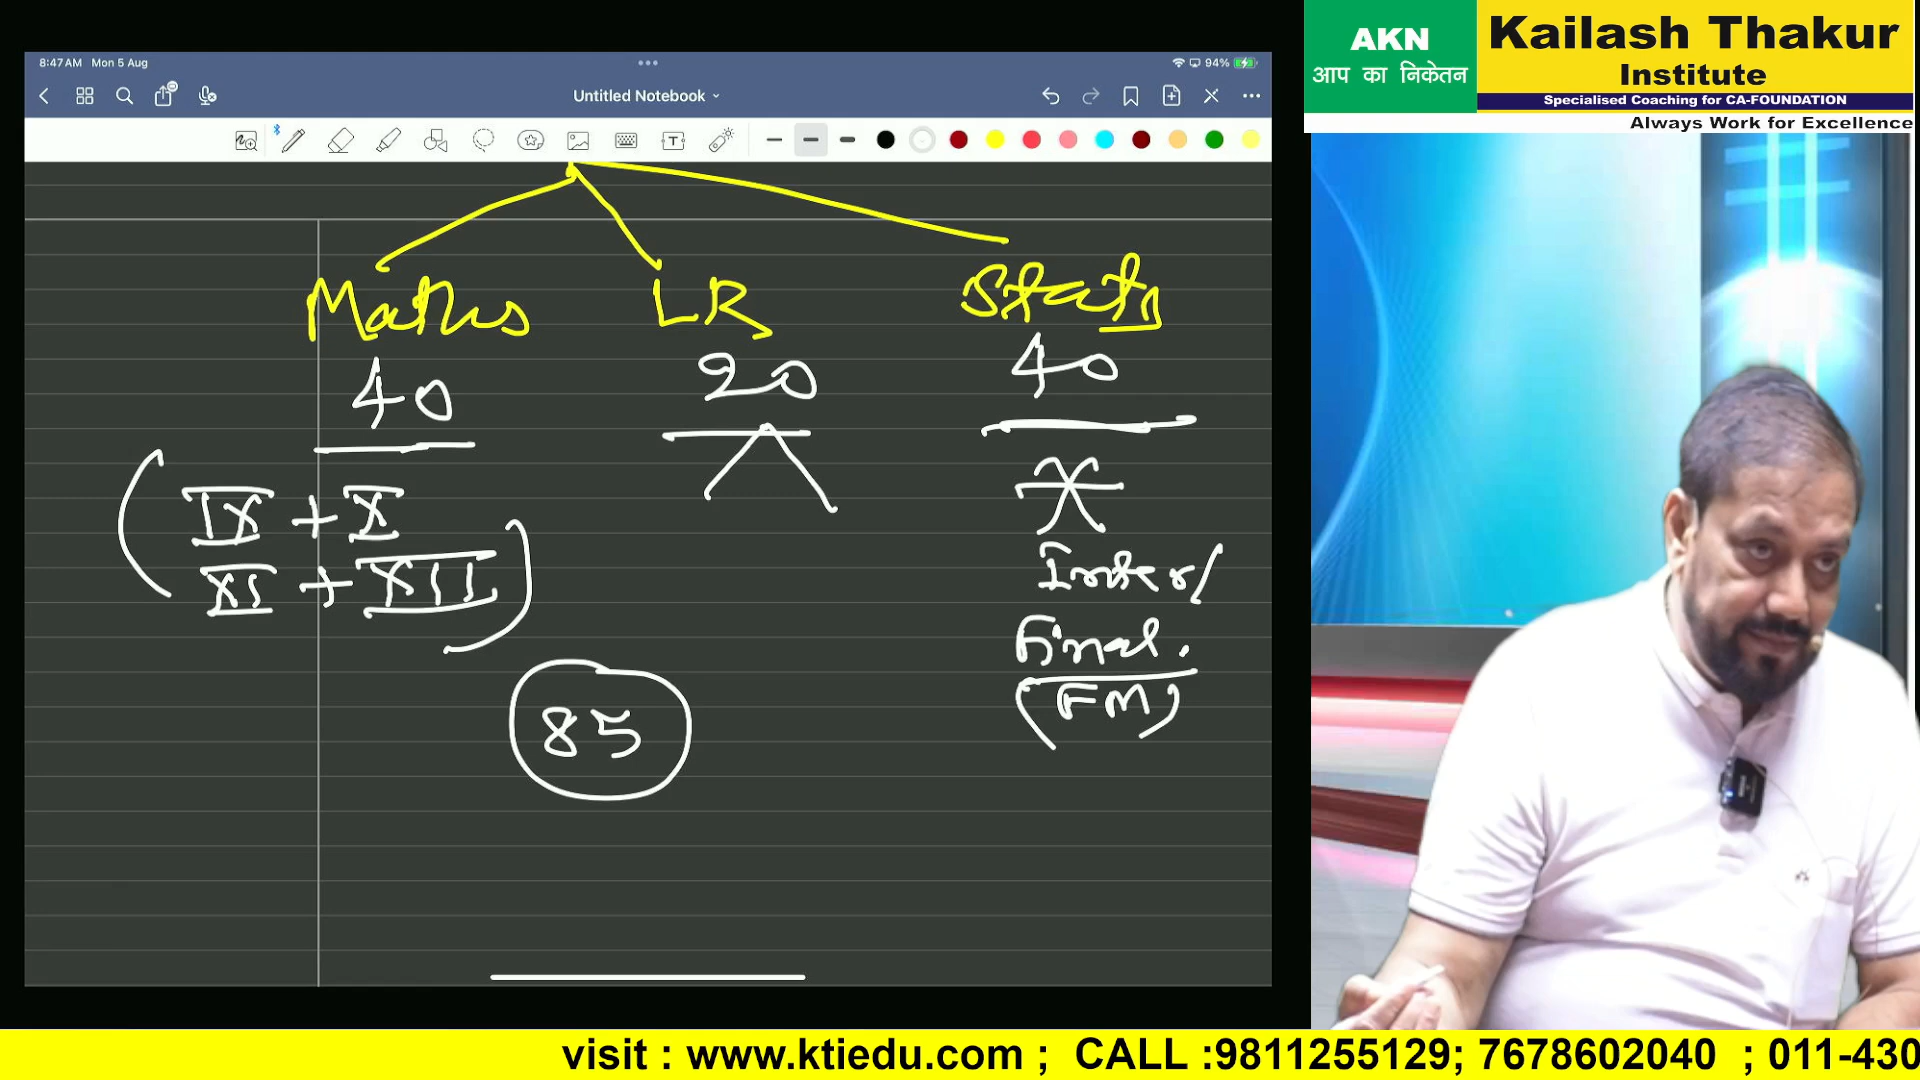 8:47AM Mon 5 Aug
94%
Untitled Notebook
T
Maths LR Stats
40 20 40
IX + X
XI + XII
Inter/
Final.
(FM)
85
AKN
आप का निकेतन
Kailash Thakur
Institute
Specialised Coaching for CA-FOUNDATION
Always Work for Excellence
visit : www.ktiedu.com ; CALL :9811255129; 7678602040 ; 011-430